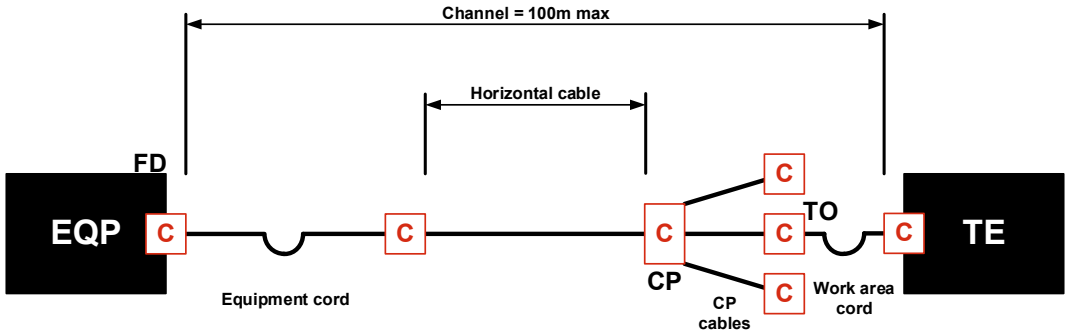 Channel = 100m max
Horizontal cable
FD
C
TO
EQP
C
C
C
C
C
TE
CP
C
Equipment cord
CP
cables
Work area
cord